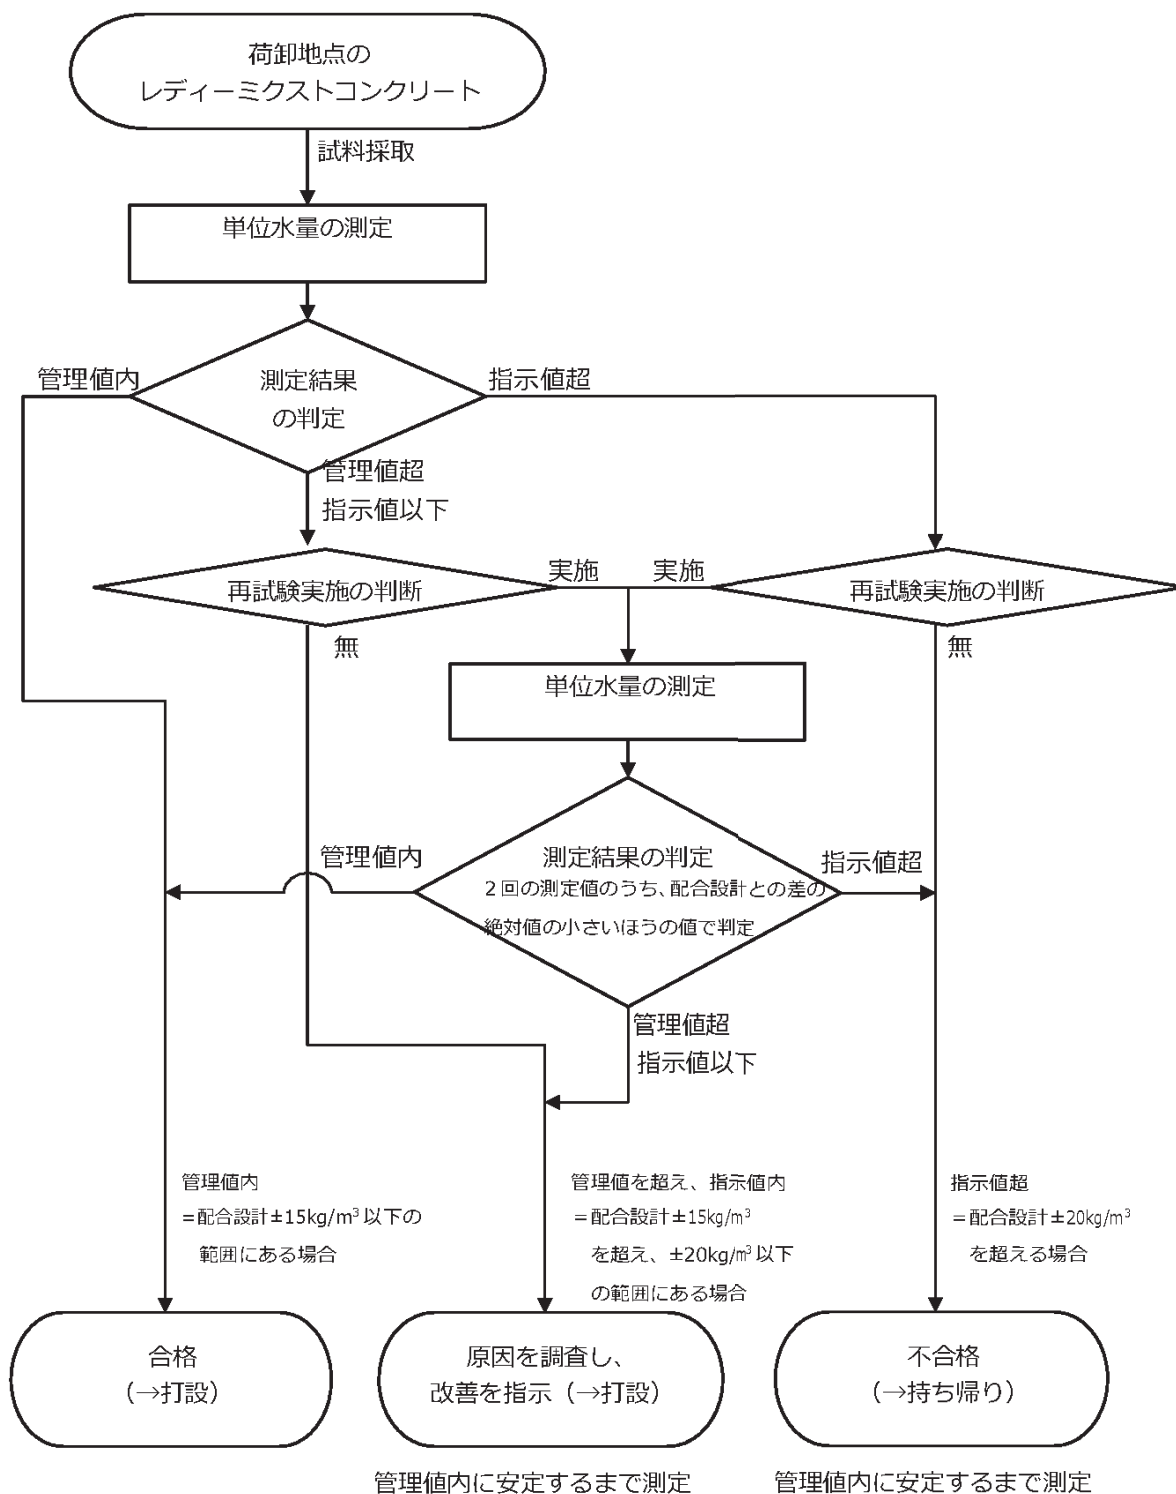 荷卸地点の
レディーミクストコンクリート
試料採取
単位水量の測定
管理値内
測定結果
の判定
指示値超
管理値超
指示値以下
再試験実施の判断
実施
実施
再試験実施の判断
無
無
単位水量の測定
管理値内
測定結果の判定
2回の測定値のうち、配合設計との差の
絶対値の小さいほうの値で判定
指示値超
管理値超
指示値以下
管理値内
=配合設計±15kg/m³以下の
範囲にある場合
管理値を超え、指示値内
=配合設計±15kg/m³
を超え、±20kg/m³以下
の範囲にある場合
指示値超
=配合設計±20kg/m³
を超える場合
合格
(→打設)
原因を調査し、
改善を指示(→打設)
不合格
(→持ち帰り)
管理値内に安定するまで測定
管理値内に安定するまで測定